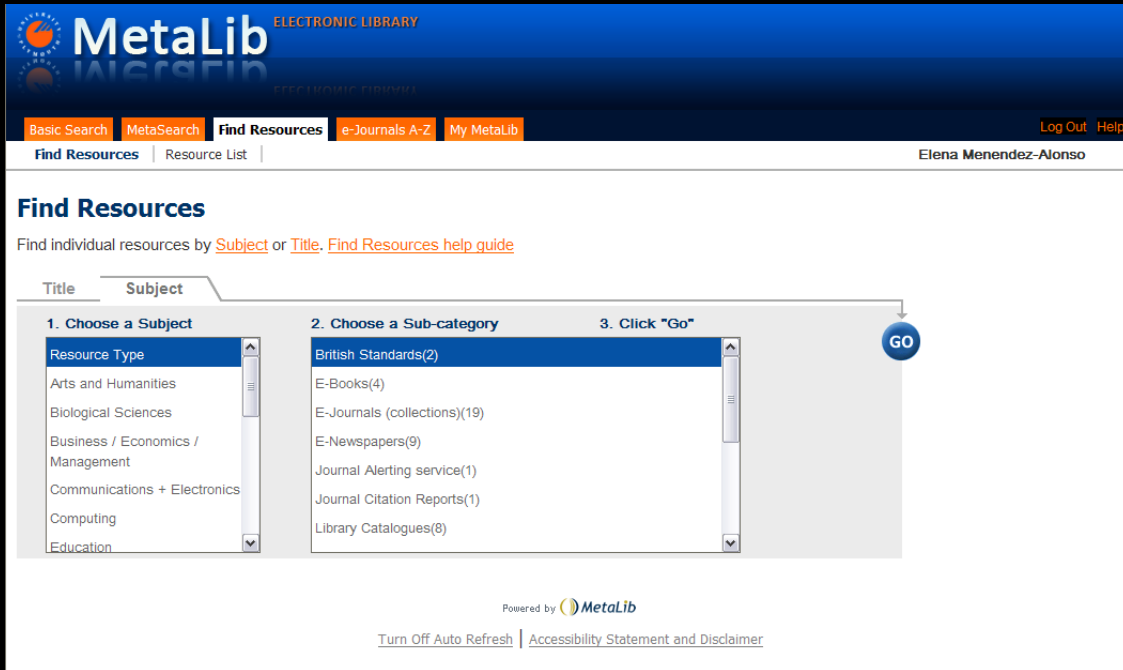 MetaLib ELECTRONIC LIBRARY
Basic Search MetaSearch Find Resources e-Journals A-Z My MetaLib Log Out Help
Find Resources Resource List Elena Menendez-Alonso
Find Resources
Find individual resources by Subject or Title. Find Resources help guide
Title Subject
1. Choose a Subject 2. Choose a Sub-category 3. Click "Go"
GO
Resource Type British Standards(2)
Arts and Humanities E-Books(4)
Biological Sciences E-Journals (collections)(19)
Business / Economics / E-Newspapers(9)
Management
Journal Alerting service(1)
Communications + Electronics Journal Citation Reports(1)
Computing Library Catalogues(8)
Education
Powered by MetaLib
Turn Off Auto Refresh Accessibility Statement and Disclaimer